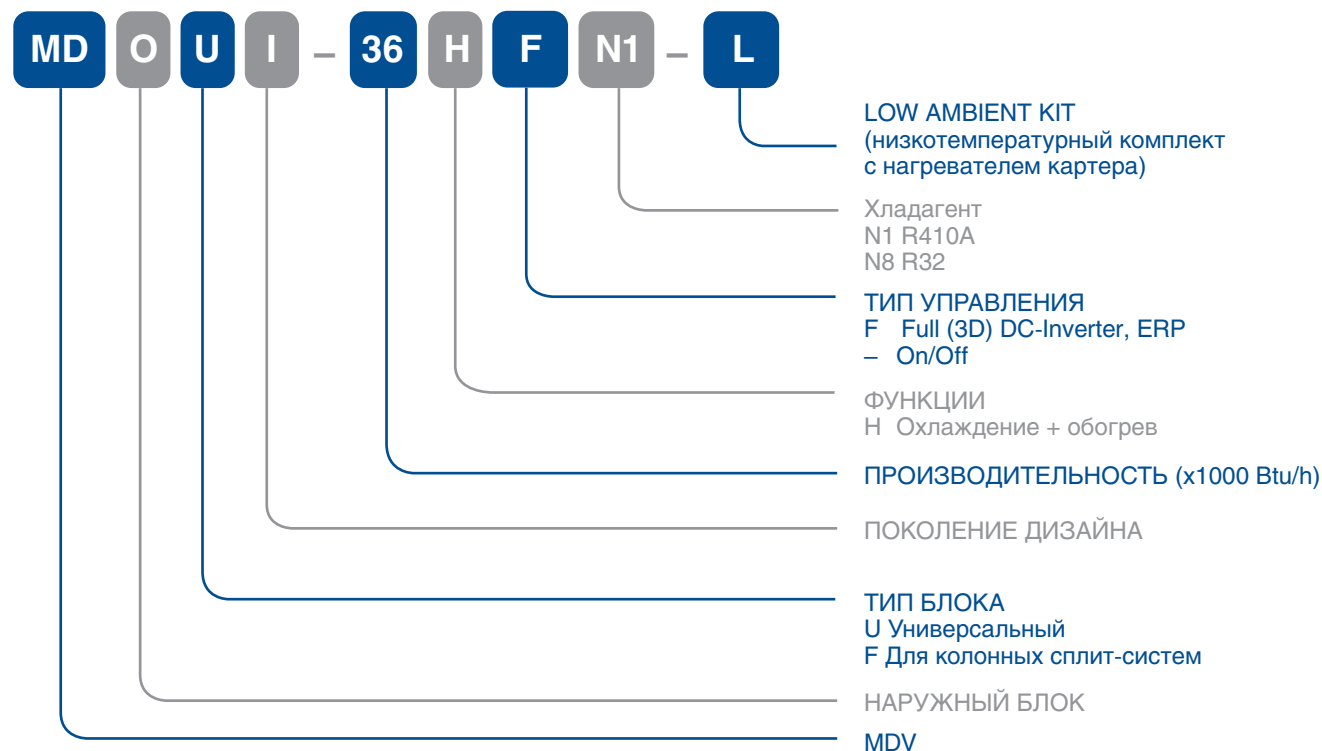 MD O U I – 36 H F N1 – L
LOW AMBIENT KIT
(низкотемпературный комплект
с нагревателем картера)
Хладагент
N1 R410A
N8 R32
ТИП УПРАВЛЕНИЯ
F Full (3D) DC-Inverter, ERP
– On/Off
ФУНКЦИИ
H Охлаждение + обогрев
ПРОИЗВОДИТЕЛЬНОСТЬ (x1000 Btu/h)
ПОКОЛЕНИЕ ДИЗАЙНА
ТИП БЛОКА
U Универсальный
F Для колонных сплит-систем
НАРУЖНЫЙ БЛОК
MDV